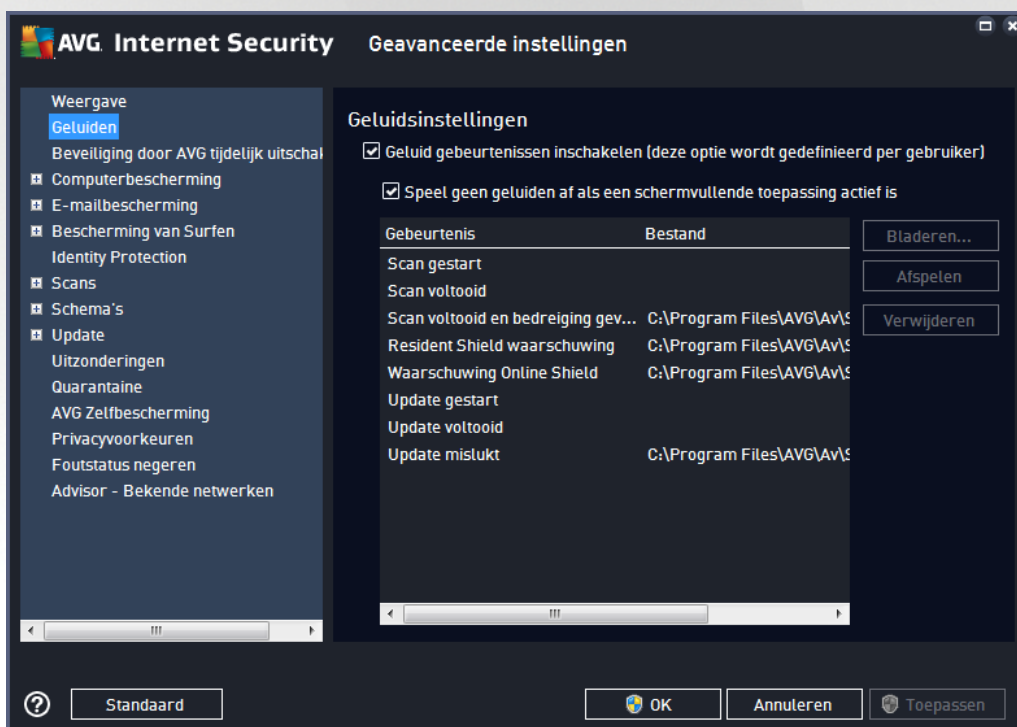 AVG. Internet Security Geavanceerde instellingen
Weergave
Geluiden
Beveiliging door AVG tijdelijk uitschak
Computerbescherming
E-mailbescherming
Bescherming van Surfen
Identity Protection
Scans
Schema's
Update
Uitzonderingen
Quarantaine
AVG Zelfbescherming
Privacyvoorkeuren
Foutstatus negeren
Advisor - Bekende netwerken
Geluidsinstellingen
Geluid gebeurtenissen inschakelen (deze optie wordt gedefinieerd per gebruiker)
Speel geen geluiden af als een schermvullende toepassing actief is
Gebeurtenis Bestand
Scan gestart
Scan voltooid
Scan voltooid en bedreiging gev... C:\Program Files\AVG\Av\S
Resident Shield waarschuwing C:\Program Files\AVG\Av\S
Waarschuwing Online Shield C:\Program Files\AVG\Av\S
Update gestart
Update voltooid
Update mislukt C:\Program Files\AVG\Av\S
Bladeren...
Afspelen
Verwijderen
? Standaard OK Annuleren Toepassen